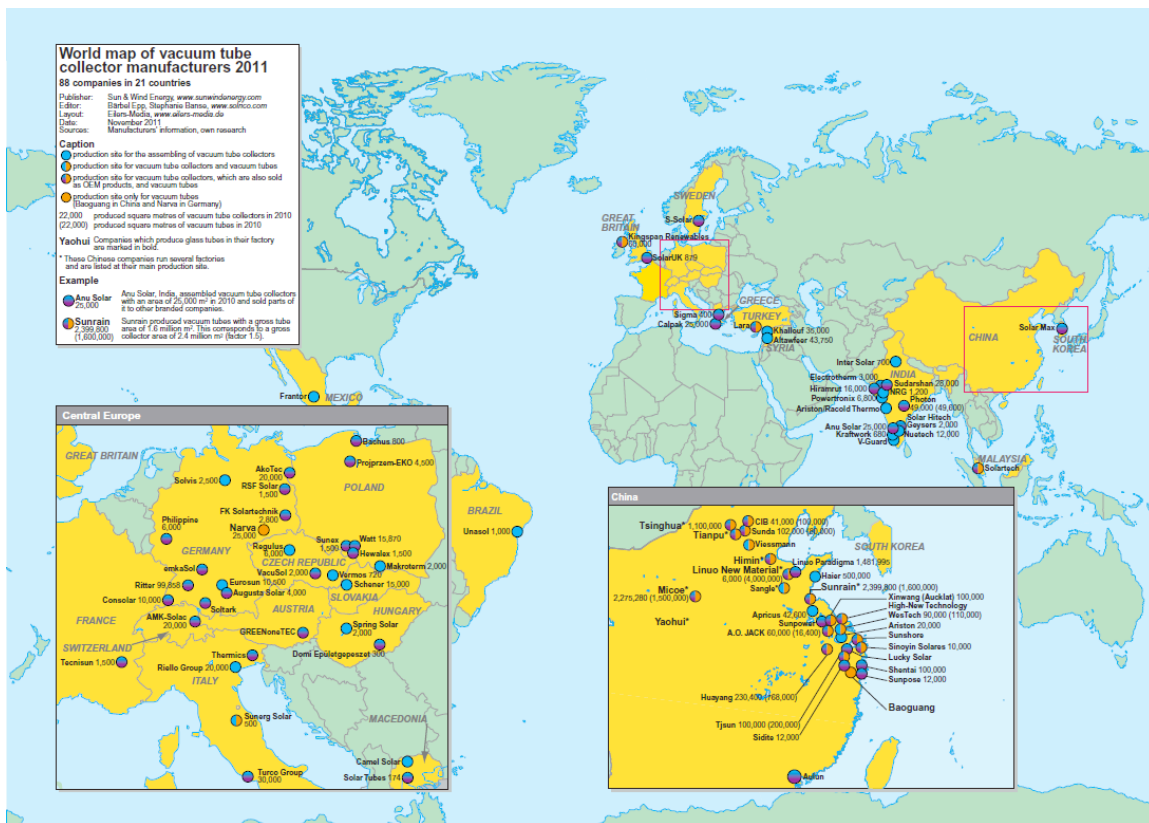 World map of vacuum tube
collector manufacturers 2011
88 companies in 21 countries
Publisher: Sun & Wind Energy, www.sunwindenergy.com
Editor: Bärbel Epp, Stephanie Banse, www.solrico.com
Layout: Eilers-Media, www.eilers-media.de
Date: November 2011
Sources: Manufacturers' information, own research
Caption
production site for the assembling of vacuum tube collectors
production site for vacuum tube collectors and vacuum tubes
production site for vacuum tube collectors, which are also sold
as OEM products, and vacuum tubes
production site only for vacuum tubes
(Baoguang in China and Narva in Germany)
22,000 produced square metres of vacuum tube collectors in 2010
(22,000) produced square metres of vacuum tubes in 2010
Yaohui Companies which produce glass tubes in their factory
are marked in bold.
* These Chinese companies run several factories
and are listed at their main production site.
Example
Anu Solar
25,000
Anu Solar, India, assembled vacuum tube collectors
with an area of 25,000 m² in 2010 and sold parts of
it to other branded companies.
Sunrain
2,399,800
(1,600,000)
Sunrain produced vacuum tubes with a gross tube
area of 1.6 million m². This corresponds to a gross
collector area of 2.4 million m² (factor 1.5).
SWEDEN
S-Solar
GREAT
BRITAIN
Kingspan Renewables
SolarUK 879
GREECE
TURKEY
Sigma 400
Calpak 25,000
Lara
Khallouf 35,000
Altawfeer 43,750
SYRIA
CHINA
Solar Max
SOUTH
KOREA
Inter Solar 700
INDIA
Electrotherm 3,000
Sudarshan 28,000
Hiramrut 16,000
NRG 1,200
Powertronix 6,800
Photon
49,000 (49,600)
Ariston/Racold Thermo
Solar Hitech
Geysers 2,000
Anu Solar 25,000
Kraftwork 680
Nuetech 12,000
V-Guard
MALAYSIA
Solartech
Frantor
MEXICO
BRAZIL
Unasol 1,000
Central Europe
GREAT BRITAIN
Bachus 800
Projprzem-EKO 4,500
AkoTec
20,000
Solvis 2,500
RSF Solar
1,500
POLAND
FK Solartechnik
2,800
Philippine
6,000
Narva
25,000
Sunex
1,500
Watt 15,870
Hewalex 1,500
Regulus
6,000
GERMANY
CZECH REPUBLIC
Makroterm 2,000
emkaSol
VacuSol 2,000
Vermos 720
Ritter 99,858
Eurosun 10,500
Augusta Solar 4,000
Schener 15,000
SLOVAKIA
Consolar 10,000
Soltark
AUSTRIA
HUNGARY
FRANCE
AMK-Solac
20,000
Spring Solar
2,000
GREENoneTEC
SWITZERLAND
Domi Epületgepeszet 300
Tecnisun 1,500
Thermics
Riello Group 20,000
ITALY
Sunerg Solar
500
MACEDONIA
Camel Solar
Turco Group
30,000
Solar Tubes 174
China
Tsinghua* 1,100,000
CIB 41,000 (100,000)
Tianpu*
Viessmann
SOUTH KOREA
Himin*
Linuo Paradigma 1,481,995
Linuo New Material*
6,000 (4,000,000)
Haier 500,000
Sangle
Sunrain* 2,399,800 (1,600,000)
Micoe*
2,275,280 (1,500,000)
Xinwang (Aucklat) 100,000
High-New Technology
Apricus 42,600
WesTech 90,000 (110,000)
Yaohui*
Sunpower
Ariston 20,000
A.O. JACK 60,000 (16,400)
Sunshore
Sinoyin Solares 10,000
Lucky Solar
Shentai 100,000
Sunpose 12,000
Huayang 230,400 (768,000)
Baoguang
Tjsun 100,000 (200,000)
Sidite 12,000
Aulun